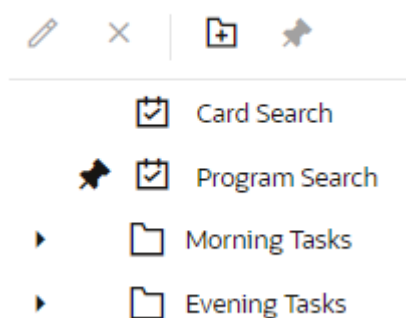 Card Search
Program Search
Morning Tasks
Evening Tasks